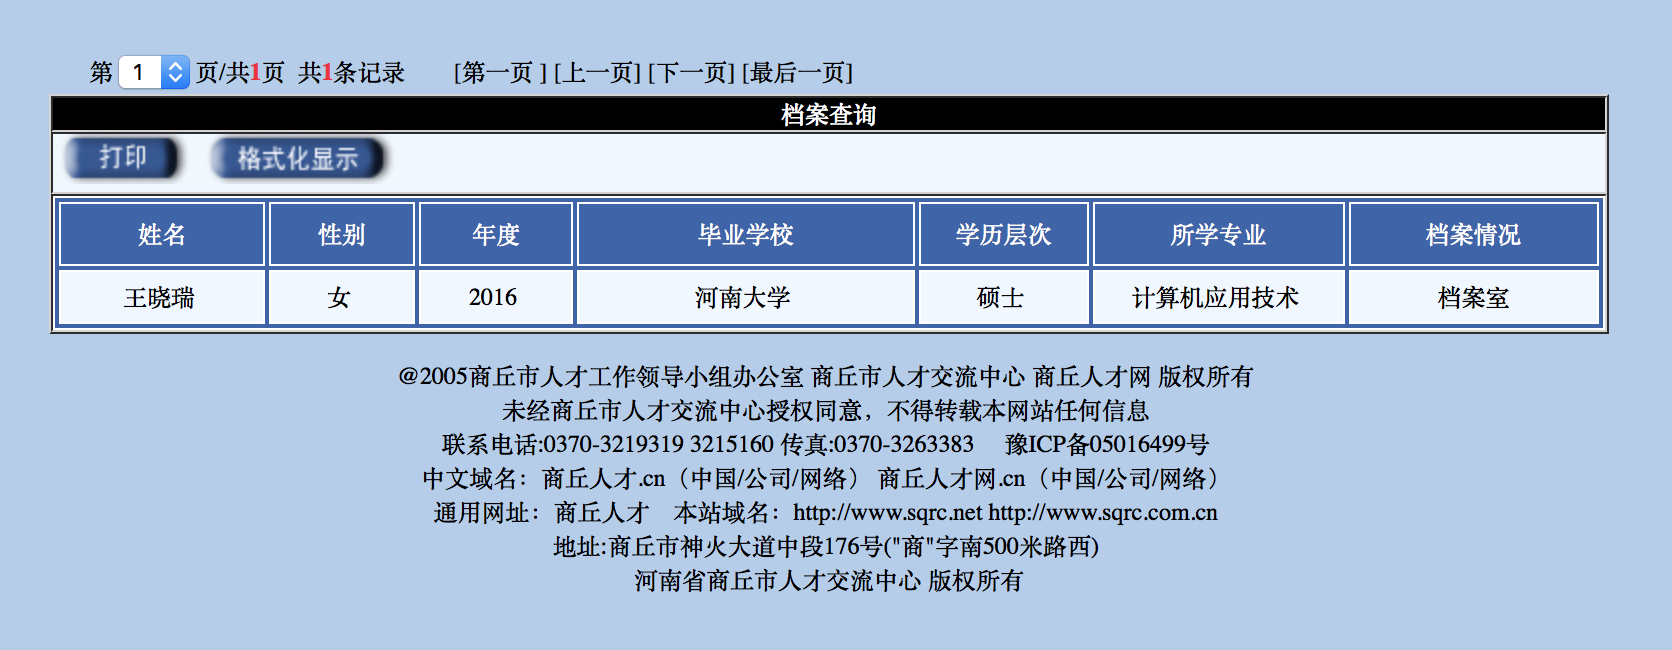 第 1 页/共1页 共1条记录 [第一页 ] [上一页] [下一页] [最后一页]
档案查询
打印 格式化显示
姓名 性别 年度 毕业学校 学历层次 所学专业 档案情况
王晓瑞 女 2016 河南大学 硕士 计算机应用技术 档案室
@2005商丘市人才工作领导小组办公室 商丘市人才交流中心 商丘人才网 版权所有
未经商丘市人才交流中心授权同意，不得转载本网站任何信息
联系电话:0370-3219319 3215160 传真:0370-3263383 豫ICP备05016499号
中文域名：商丘人才.cn（中国/公司/网络） 商丘人才网.cn（中国/公司/网络）
通用网址：商丘人才 本站域名：http://www.sqrc.net http://www.sqrc.com.cn
地址:商丘市神火大道中段176号("商"字南500米路西)
河南省商丘市人才交流中心 版权所有